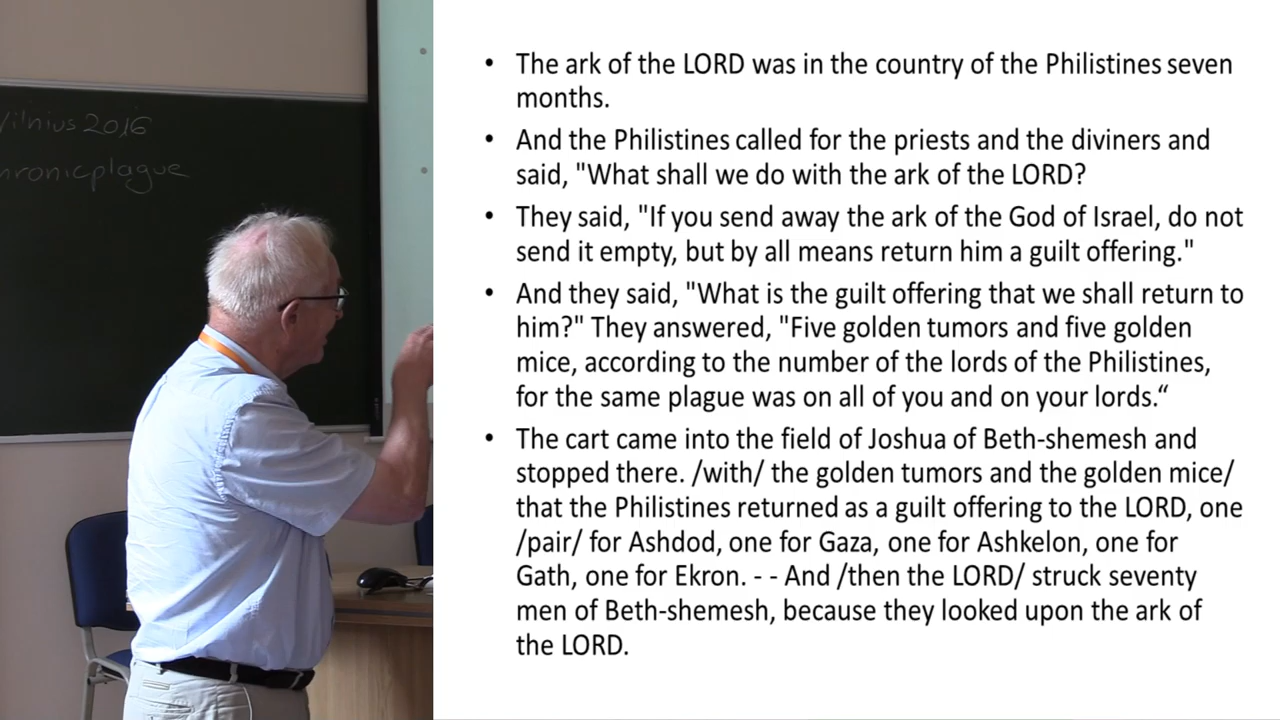 Vilnius2016
hronicplague
• The ark of the LORD was in the country of the Philistines seven
months.
• And the Philistines called for the priests and the diviners and
said, "What shall we do with the ark of the LORD?
• They said, "If you send away the ark of the God of Israel, do not
send it empty, but by all means return him a guilt offering."
• And they said, "What is the guilt offering that we shall return to
him?" They answered, "Five golden tumors and five golden
mice, according to the number of the lords of the Philistines,
for the same plague was on all of you and on your lords.“
• The cart came into the field of Joshua of Beth-shemesh and
stopped there. /with/ the golden tumors and the golden mice/
that the Philistines returned as a guilt offering to the LORD, one
/pair/ for Ashdod, one for Gaza, one for Ashkelon, one for
Gath, one for Ekron. - - And /then the LORD/ struck seventy
men of Beth-shemesh, because they looked upon the ark of
the LORD.